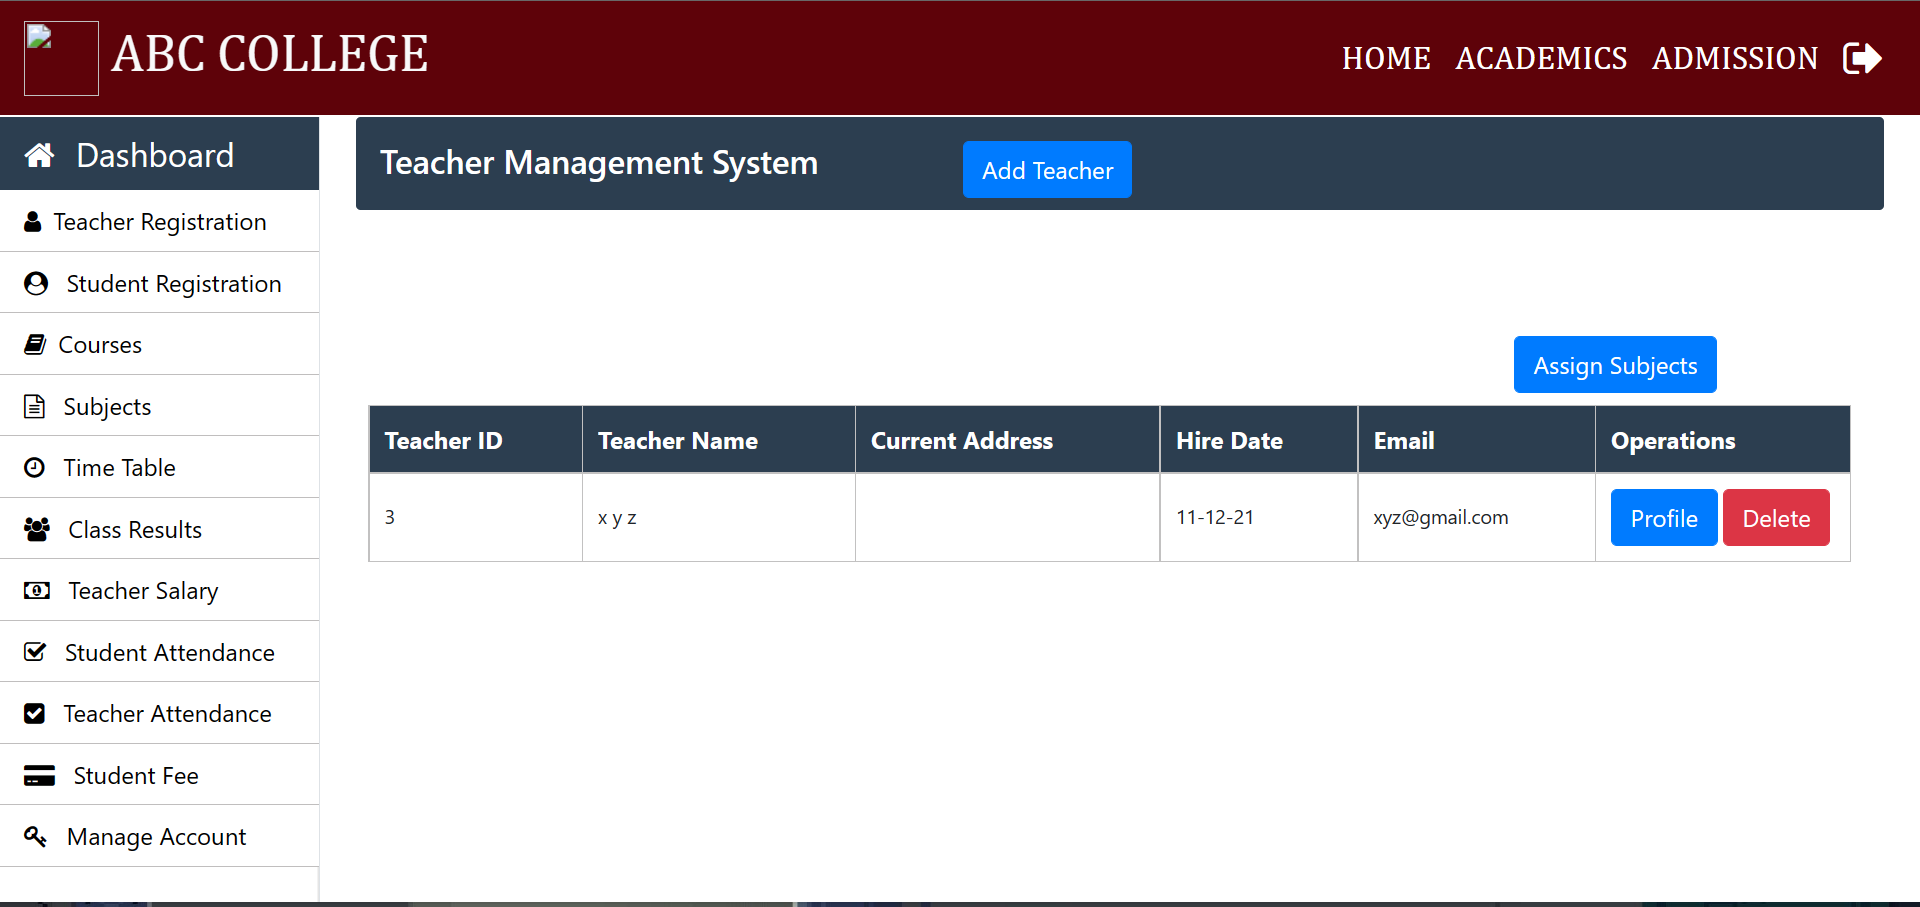 ABC COLLEGE
HOME ACADEMICS ADMISSION
Dashboard
Teacher Registration
Student Registration
Courses
Subjects
Time Table
Class Results
Teacher Salary
Student Attendance
Teacher Attendance
Student Fee
Manage Account
Teacher Management System
Add Teacher
Assign Subjects
Teacher ID Teacher Name Current Address Hire Date Email Operations
3 x y z 11-12-21 xyz@gmail.com Profile Delete